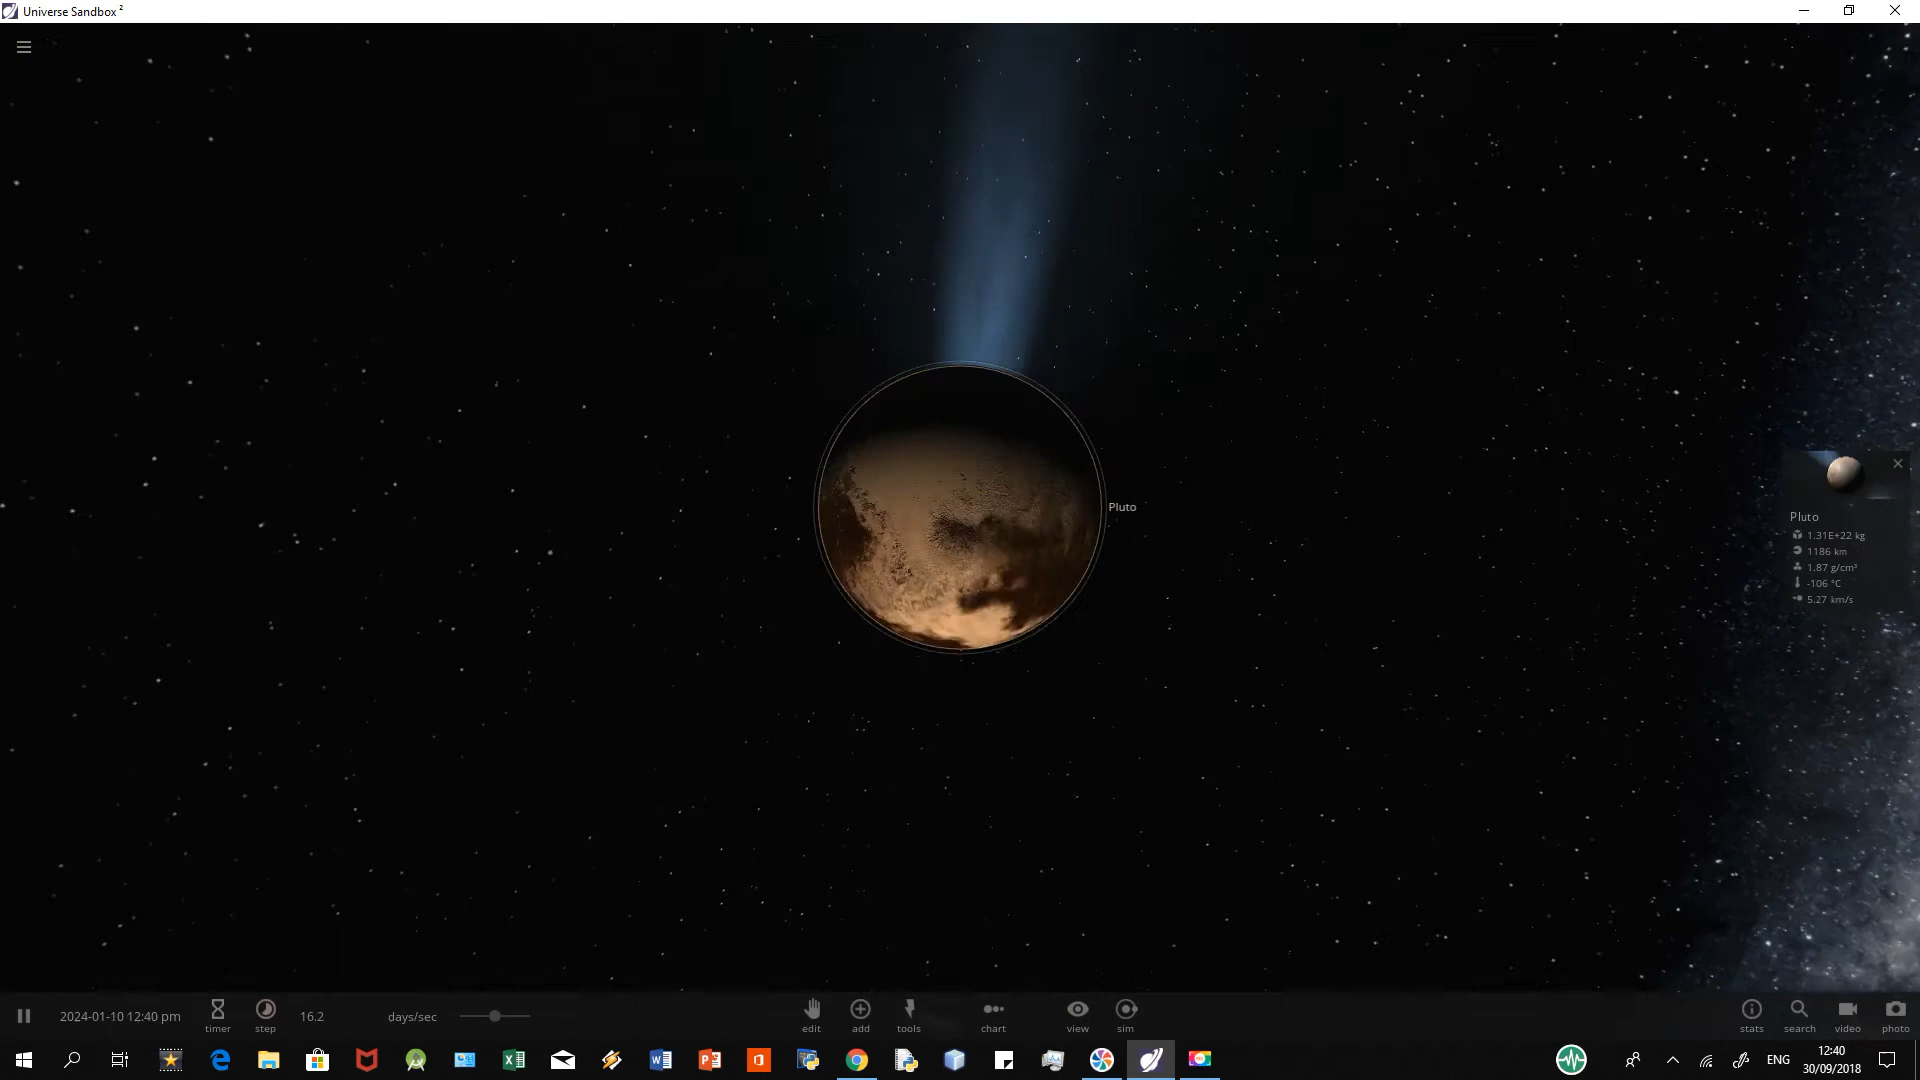 Universe Sandbox ²
Pluto
Pluto
1.31E+22 kg
1186 km
1.87 g/cm³
-106 °C
5.27 km/s
2024-01-10 12:40 pm
timer
step
16.2
days/sec
edit
add
tools
chart
view
sim
stats
search
video
photo
ENG
12:40
30/09/2018